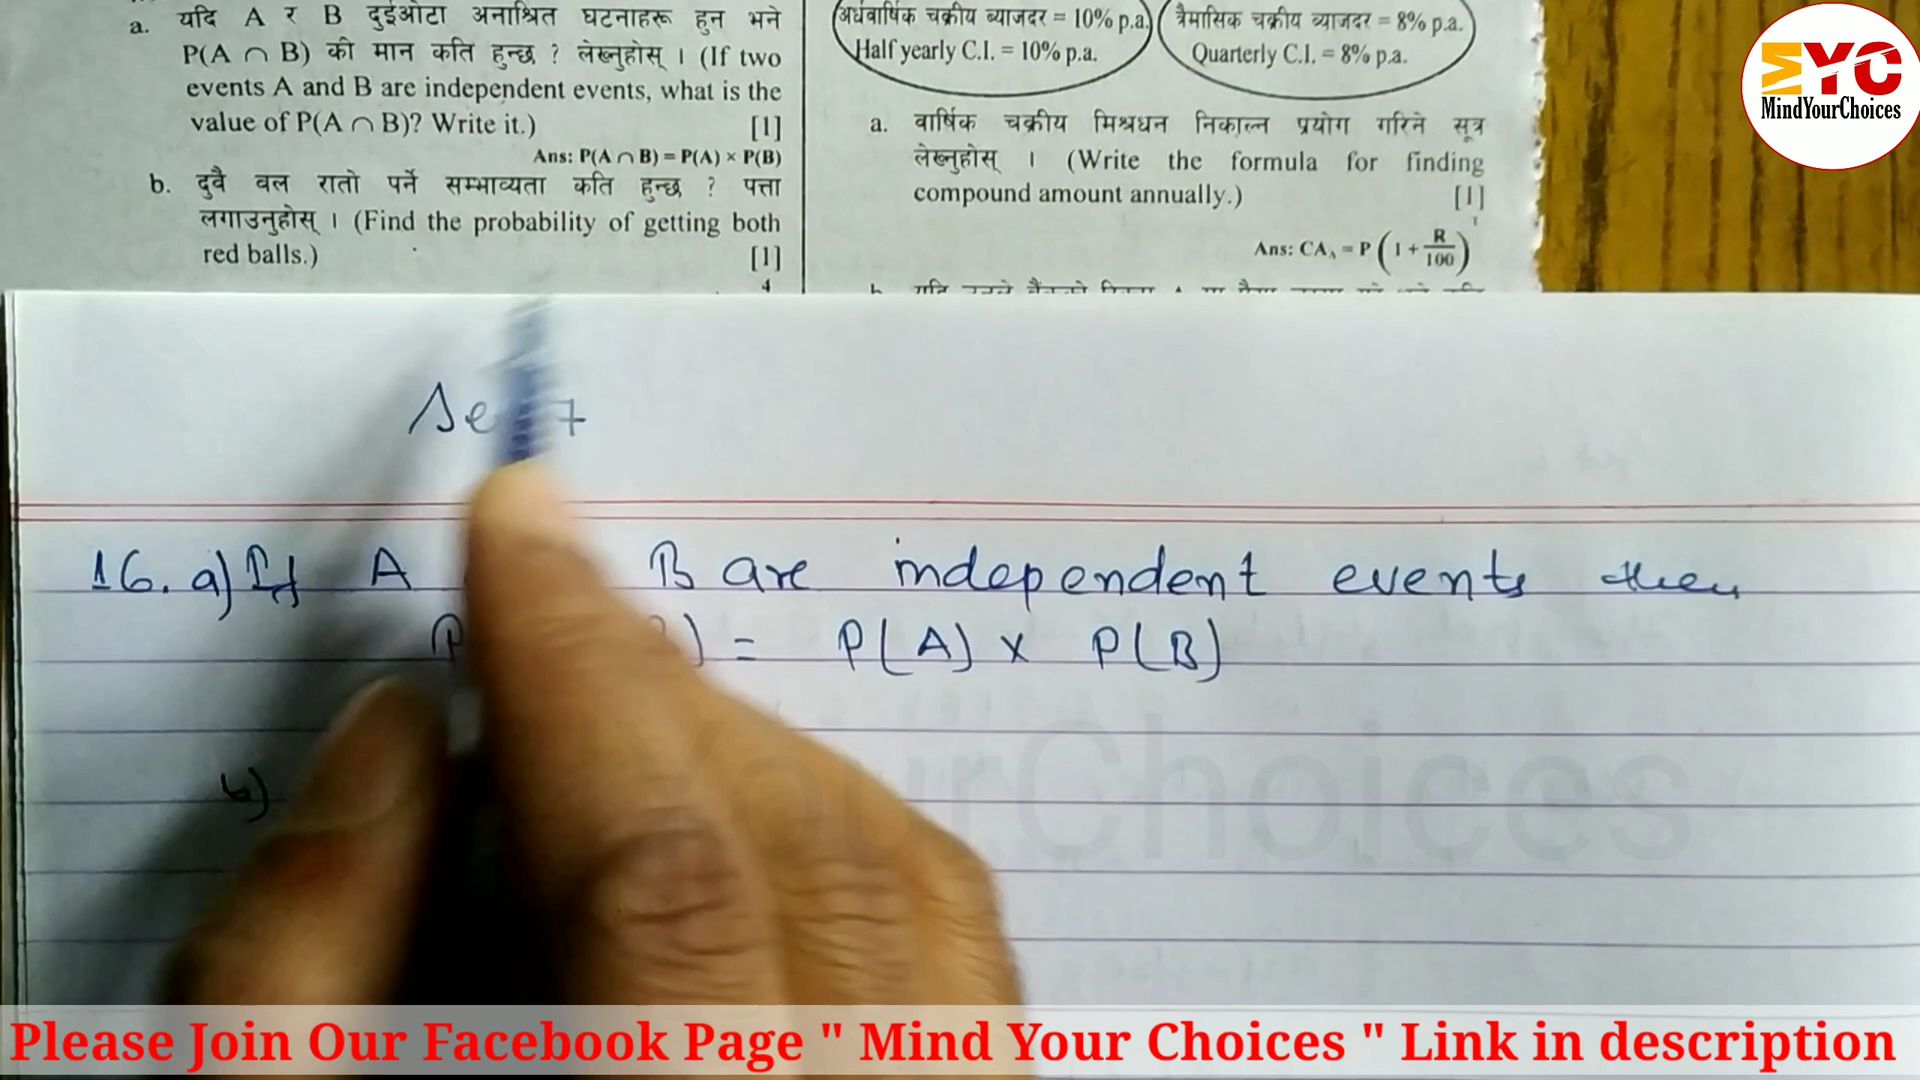 a. यदि A र B दुईओटा अनाश्रित घटनाहरू हुन भने
P(A ∩ B) को मान कति हुन्छ ? लेख्नुहोस् । (If two
events A and B are independent events, what is the
value of P(A ∩ B)? Write it.) [1]
Ans: P(A ∩ B) = P(A) × P(B)
b. दुवै बल रातो पर्ने सम्भाव्यता कति हुन्छ ? पत्ता
लगाउनुहोस् । (Find the probability of getting both
red balls.) [1]
4
अर्धवार्षिक चक्रीय ब्याजदर = 10% p.a.
Half yearly C.I. = 10% p.a.
त्रैमासिक चक्रीय ब्याजदर = 8% p.a.
Quarterly C.I. = 8% p.a.
a. वार्षिक चक्रीय मिश्रधन निकाल्न प्रयोग गरिने सूत्र
लेख्नुहोस् । (Write the formula for finding
compound amount annually.) [1]
Ans: CA = P (1 + R/100)^T
MYC
MindYourChoices
16. a) If A B are independent events then
) = P(A) × P(B)
b)
YourChoices
Please Join Our Facebook Page " Mind Your Choices " Link in description